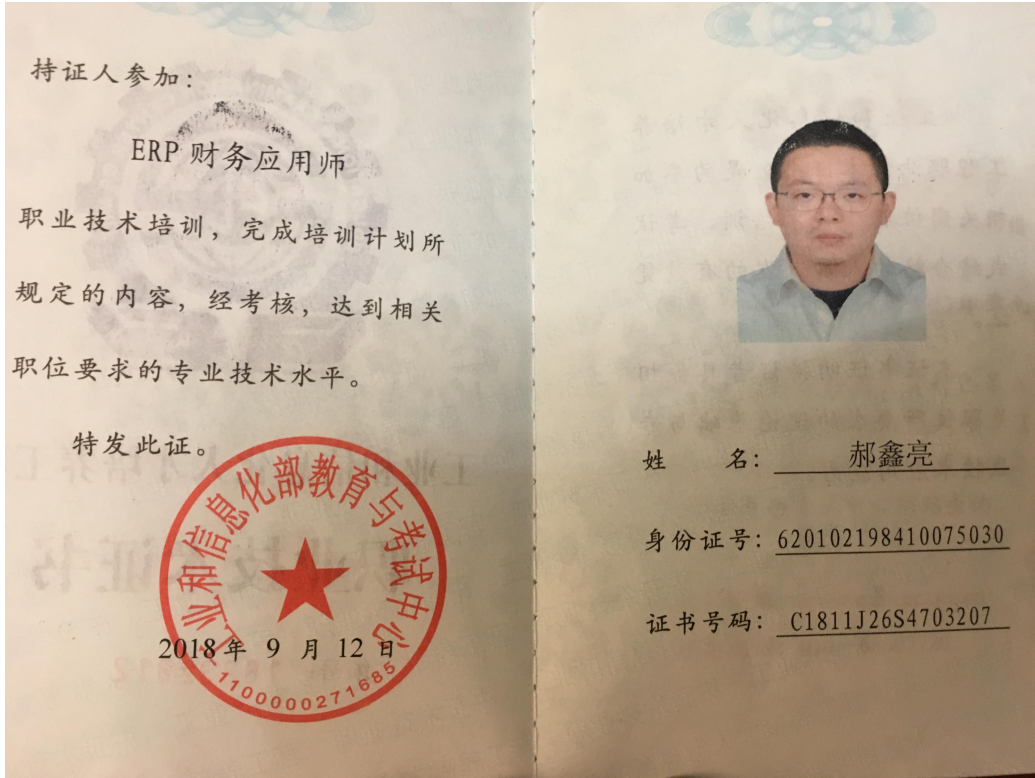 持证人参加：
ERP 财务应用师
职业技术培训，完成培训计划所
规定的内容，经考核，达到相关
职位要求的专业技术水平。
特发此证。
工业和信息化部教育与考试中心
2018 年 9 月 12 日
1100000271685
姓 名： 郝鑫亮
身份证号： 620102198410075030
证书号码： C1811J26S4703207